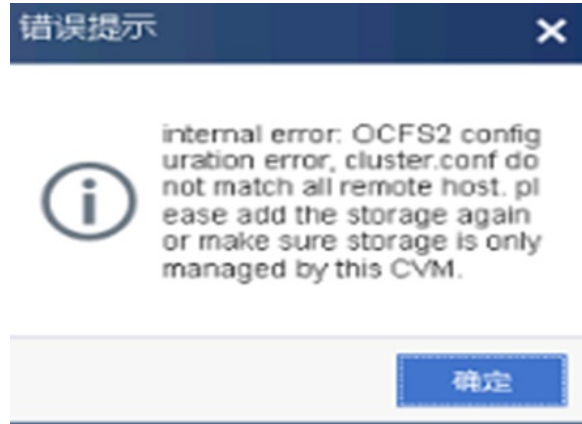 错误提示
internal error: OCFS2 config
uration error, cluster.conf do
not match all remote host. pl
ease add the storage again
or make sure storage is only
managed by this CVM.
确定